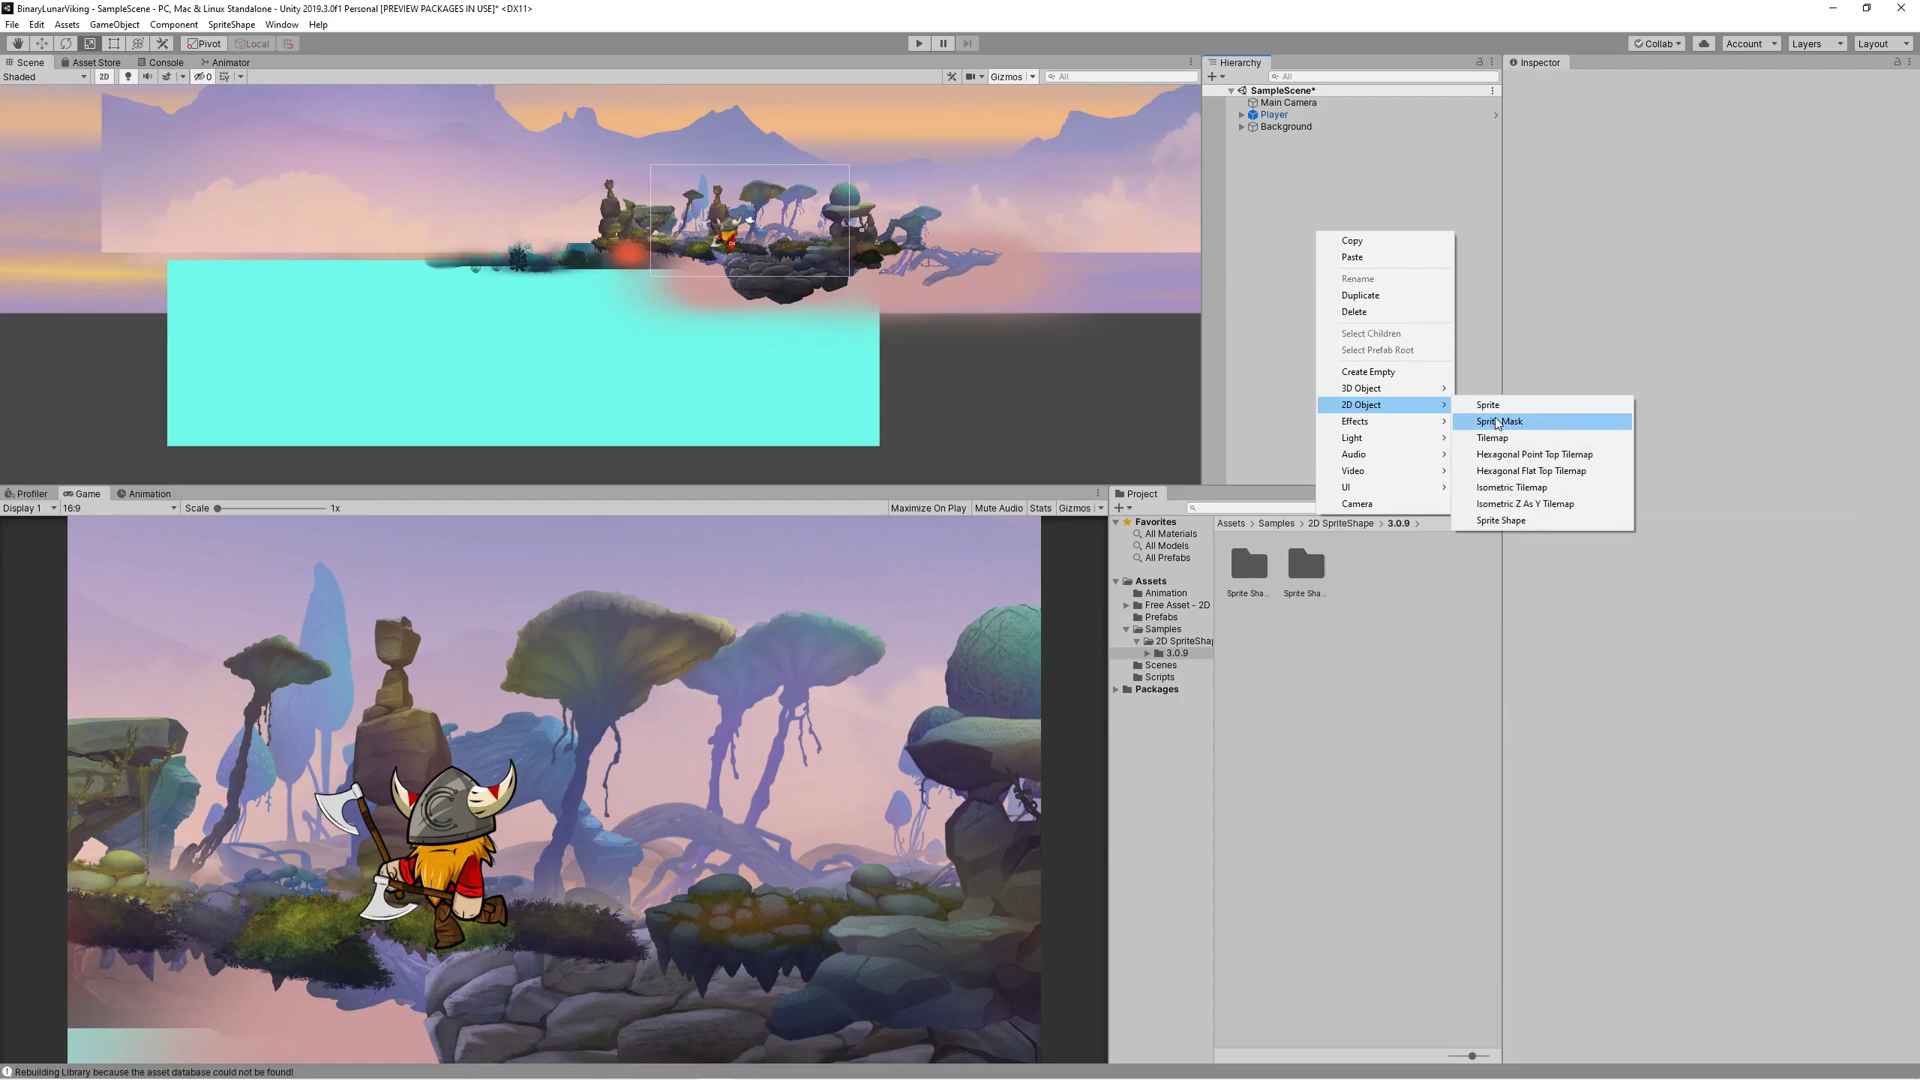 BinaryLunarViking - SampleScene - PC, Mac & Linux Standalone - Unity 2019.3.0f1 Personal [PREVIEW PACKAGES IN USE]* <DX11>
File Edit Assets GameObject Component SpriteShape Window Help
Pivot Local Collab Account Layers Layout
Scene Asset Store Console Animator
Shaded 2D 0 Gizmos All
Hierarchy
All
SampleScene*
Main Camera
Player
Background
Inspector
Copy
Paste
Rename
Duplicate
Delete
Select Children
Select Prefab Root
Create Empty
3D Object
2D Object
Effects
Light
Audio
Video
UI
Camera
Sprite
Sprite Mask
Tilemap
Hexagonal Point Top Tilemap
Hexagonal Flat Top Tilemap
Isometric Tilemap
Isometric Z As Y Tilemap
Sprite Shape
Profiler Game Animation
Display 1 16:9 Scale 1x Maximize On Play Mute Audio Stats Gizmos
Project
Favorites
All Materials
All Models
All Prefabs
Assets
Animation
Free Asset - 2D
Prefabs
Samples
2D SpriteShap
3.0.9
Scenes
Scripts
Packages
Assets > Samples > 2D SpriteShape > 3.0.9 >
Sprite Sha... Sprite Sha...
Rebuilding Library because the asset database could not be found!